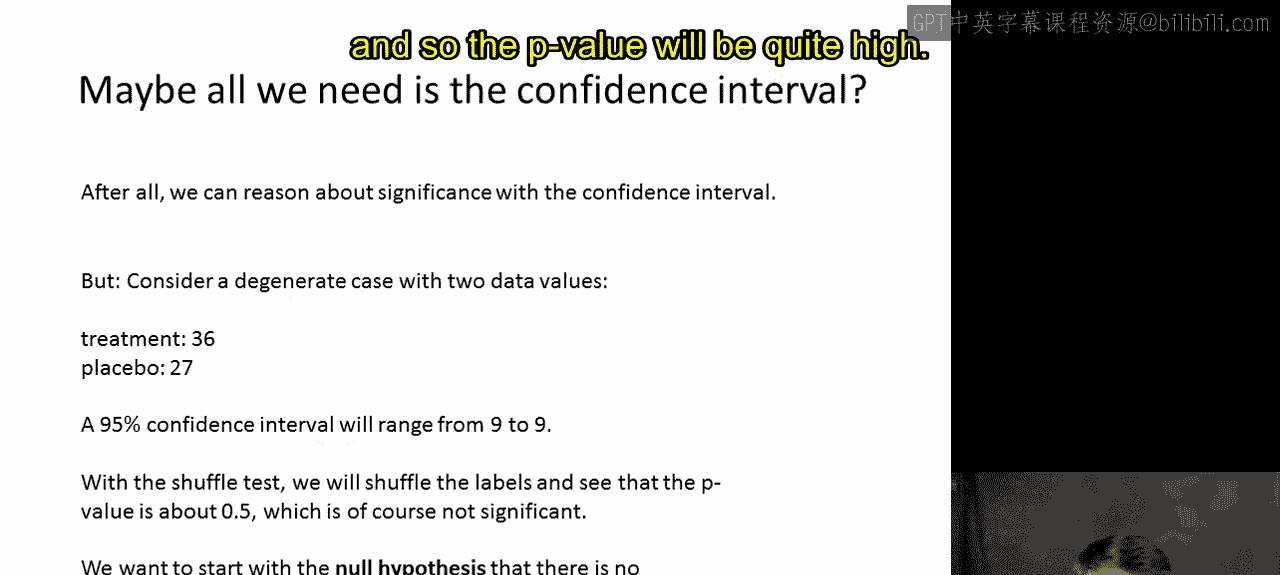 GPT中英字幕课程资源@bilibili.com
and so the p-value will be quite high.
Maybe all we need is the confidence interval?
After all, we can reason about significance with the confidence interval.
But: Consider a degenerate case with two data values:
treatment: 36
placebo: 27
A 95% confidence interval will range from 9 to 9.
With the shuffle test, we will shuffle the labels and see that the p-
value is about 0.5, which is of course not significant.
We want to start with the null hypothesis that there is no